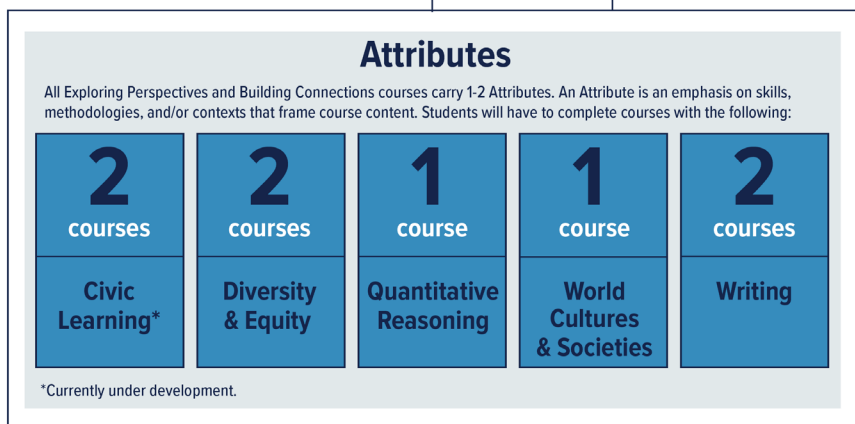 Attributes
All Exploring Perspectives and Building Connections courses carry 1-2 Attributes. An Attribute is an emphasis on skills,
methodologies, and/or contexts that frame course content. Students will have to complete courses with the following:
2
courses
Civic
Learning*
2
courses
Diversity
& Equity
1
course
Quantitative
Reasoning
1
course
World
Cultures
& Societies
2
courses
Writing
*Currently under development.